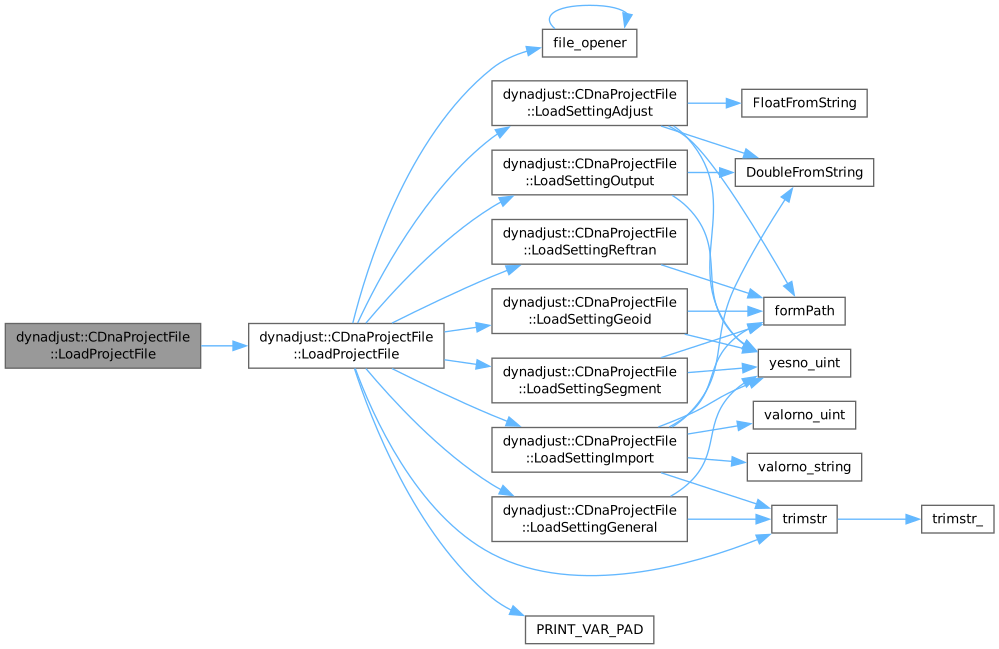 dynadjust::CDnaProjectFile
::LoadProjectFile
dynadjust::CDnaProjectFile
::LoadProjectFile
file_opener
dynadjust::CDnaProjectFile
::LoadSettingAdjust
dynadjust::CDnaProjectFile
::LoadSettingOutput
dynadjust::CDnaProjectFile
::LoadSettingReftran
dynadjust::CDnaProjectFile
::LoadSettingGeoid
dynadjust::CDnaProjectFile
::LoadSettingSegment
dynadjust::CDnaProjectFile
::LoadSettingImport
dynadjust::CDnaProjectFile
::LoadSettingGeneral
PRINT_VAR_PAD
FloatFromString
DoubleFromString
formPath
yesno_uint
valorno_uint
valorno_string
trimstr
trimstr_